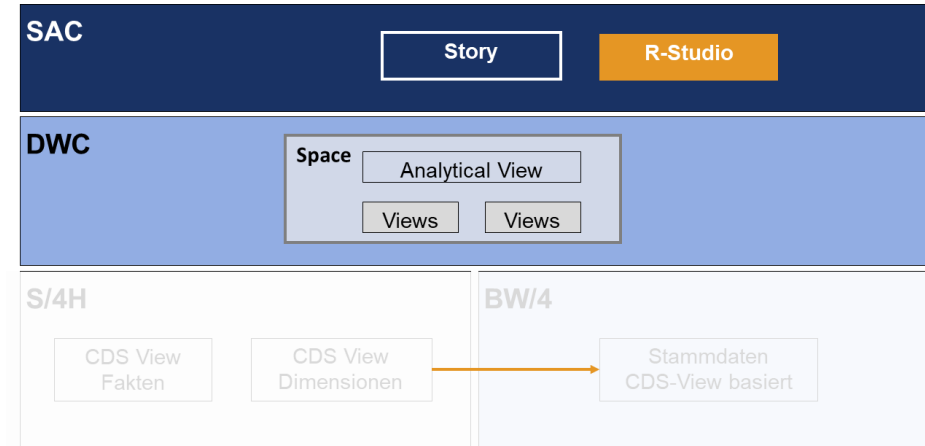 SAC
Story
R-Studio
DWC
Space
Analytical View
Views
Views
S/4H
BW/4
CDS View
Fakten
CDS View
Dimensionen
Stammdaten
CDS-View basiert